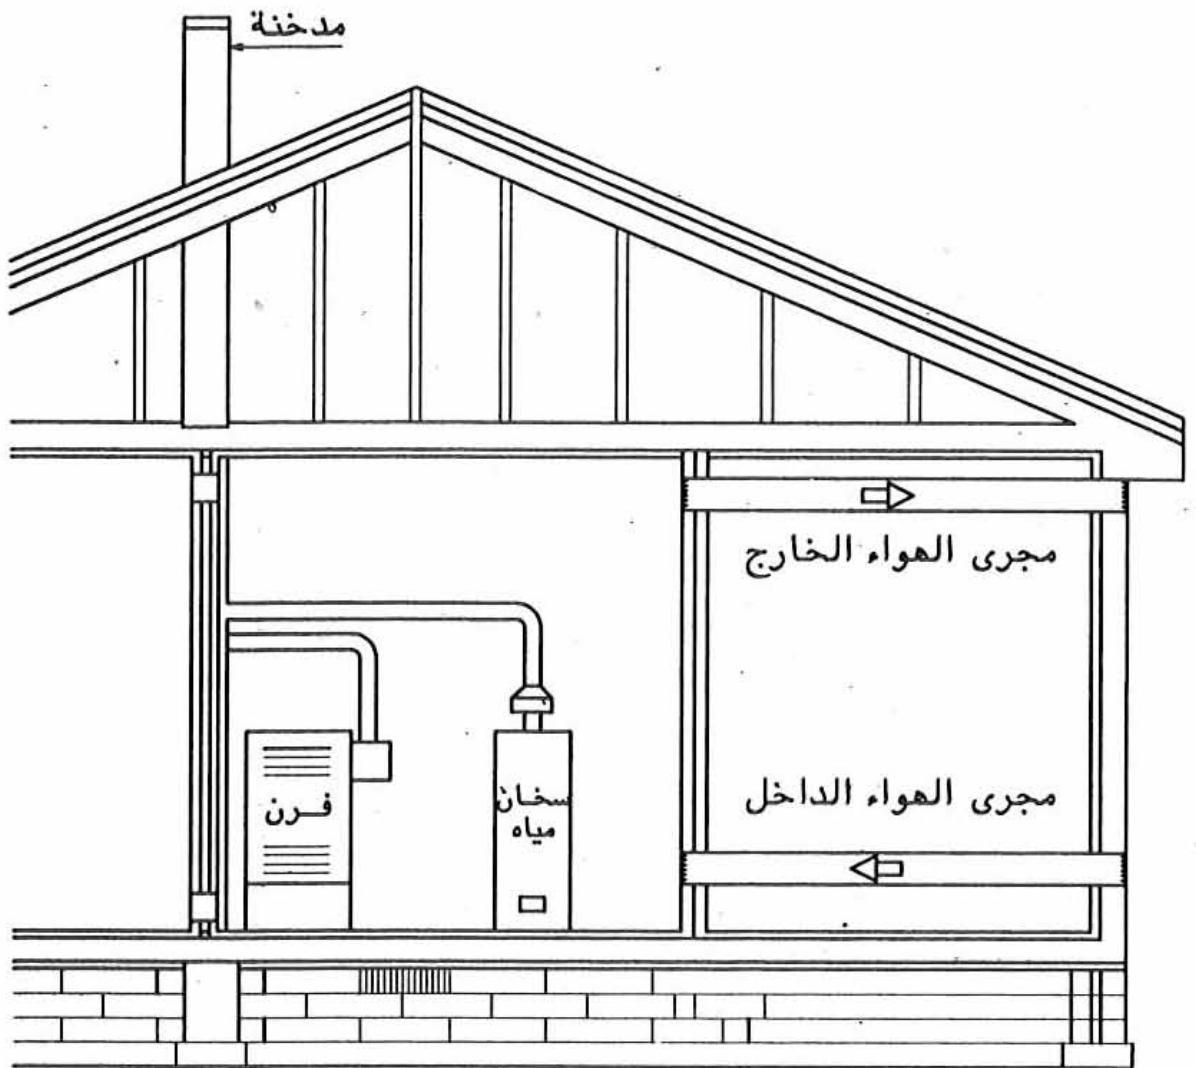 مدخنة
مجرى الهواء الخارج
مجرى الهواء الداخل
سخان
مياه
فرن